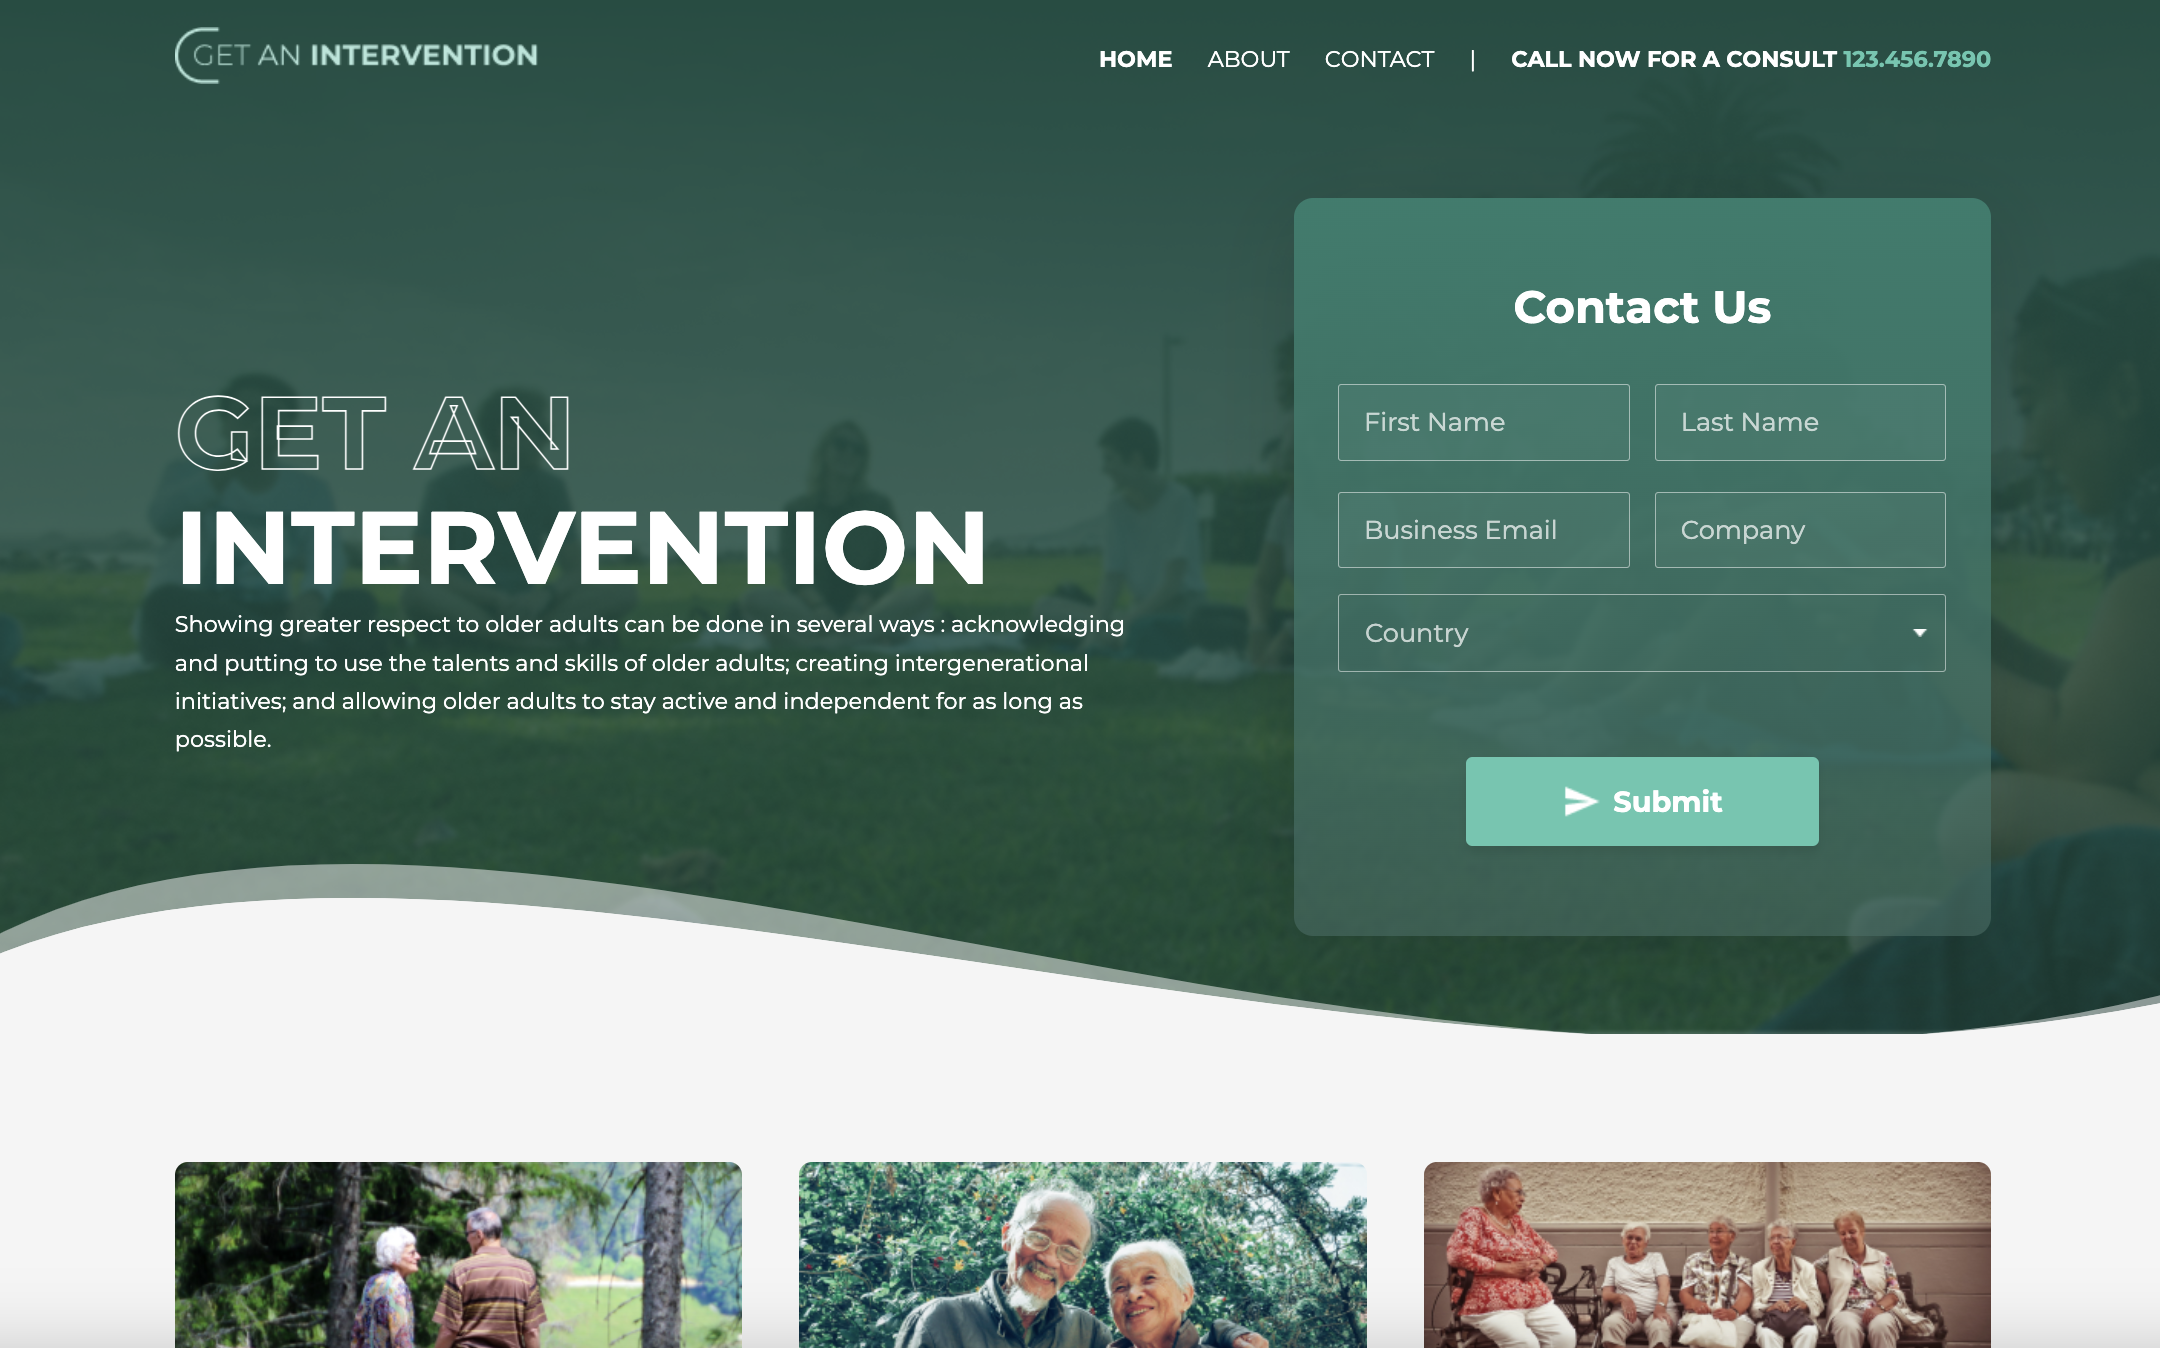 GET AN INTERVENTION
HOME ABOUT CONTACT | CALL NOW FOR A CONSULT 123.456.7890
GET AN
INTERVENTION
Showing greater respect to older adults can be done in several ways : acknowledging
and putting to use the talents and skills of older adults; creating intergenerational
initiatives; and allowing older adults to stay active and independent for as long as
possible.
Contact Us
First Name
Last Name
Business Email
Company
Country
Submit